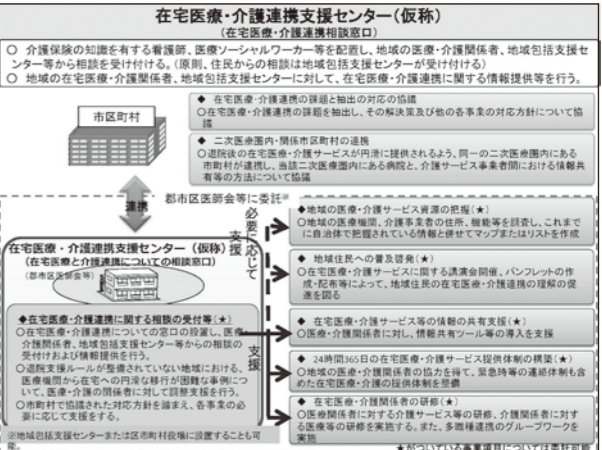 在宅医療・介護連携支援センター(仮称)
(在宅医療・介護連携相談窓口)
○ 介護保険の知識を有する看護師、医療ソーシャルワーカー等を配置し、地域の医療・介護関係者、地域包括支援セ
ンター等から相談を受け付ける。(原則、住民からの相談は地域包括支援センターが受け付ける)
○ 地域の在宅医療・介護関係者、地域包括支援センターに対して、在宅医療・介護連携に関する情報提供等を行う。
市区町村
◆ 在宅医療・介護連携の課題と抽出の対応の協議
○在宅医療・介護連携の課題を抽出し、その解決策及び他の各事業の対応方針について協
議
◆ 二次医療圏内・関係市区町村の連携
○退院後の在宅医療・介護サービスが円滑に提供されるよう、同一の二次医療圏内にある
市町村が連携し、当該二次医療圏内にある病院と、介護サービス事業者間における情報共
有等の方法について協議
連携
郡市区医師会等に委託※
必要に応じて
支援
在宅医療・介護連携支援センター(仮称)
(在宅医療と介護連携についての相談窓口)
(郡市区医師会等)
◆在宅医療・介護連携に関する相談の受付等(★)
○在宅医療・介護連携についての窓口の設置し、医療・
介護関係者、地域包括支援センター等からの相談の
受付けおよび情報提供を行う。
○退院支援ルールが整備されていない地域における、
医療機関から在宅への円滑な移行が困難な事例につ
いて、医療・介護の関係者に対して調整支援を行う。
○市町村で協議された対応方針を踏まえ、各事業の必
要に応じて支援をする。
※地域包括支援センターまたは区市町村役場に設置することも可
能。
支援
◆地域の医療・介護サービス資源の把握(★)
○地域の医療機関、介護事業者の住所、機能等を調査し、これまで
に自治体で把握されている情報と併せてマップまたはリストを作成
◆ 地域住民への普及啓発(★)
○在宅医療・介護サービスに関する講演会開催、パンフレットの作
成・配布等によって、地域住民の在宅医療・介護連携の理解の促
進を図る
◆ 在宅医療・介護サービス等の情報の共有支援(★)
○医療・介護関係者に対し、情報共有ツール等の導入を支援
◆ 24時間365日の在宅医療・介護サービス提供体制の構築(★)
○地域の医療・介護関係者の協力を得て、緊急時等の連絡体制も含
めた在宅医療・介護の提供体制を整備
◆ 在宅医療・介護関係者の研修(★)
○医療関係者に対する介護サービス等の研修、介護関係者に対す
る医療等の研修を実施する。また、多職種連携のグループワークを
実施
★がついている事業項目については委託可能